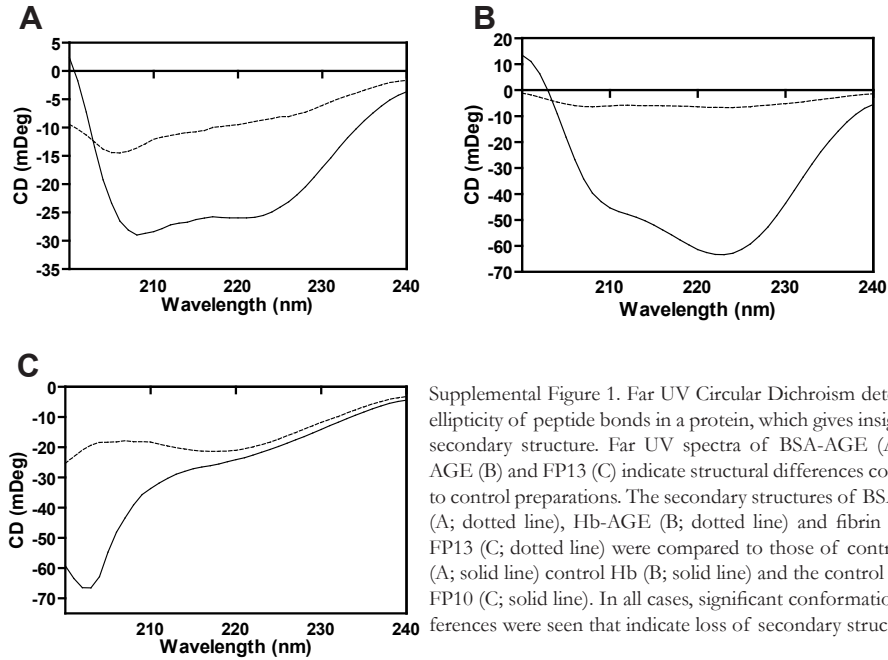 A
5
0
-5
-10
-15
-20
-25
-30
-35
CD (mDeg)
210 220 230 240
Wavelength (nm)
B
20
10
0
-10
-20
-30
-40
-50
-60
-70
CD (mDeg)
210 220 230 240
Wavelength (nm)
C
0
-10
-20
-30
-40
-50
-60
-70
CD (mDeg)
210 220 230 240
Wavelength (nm)
Supplemental Figure 1. Far UV Circular Dichroism dete
ellipticity of peptide bonds in a protein, which gives insig
secondary structure. Far UV spectra of BSA-AGE (A
AGE (B) and FP13 (C) indicate structural differences co
to control preparations. The secondary structures of BSA
(A; dotted line), Hb-AGE (B; dotted line) and fibrin
FP13 (C; dotted line) were compared to those of contr
(A; solid line) control Hb (B; solid line) and the control
FP10 (C; solid line). In all cases, significant conformatio
ferences were seen that indicate loss of secondary struc